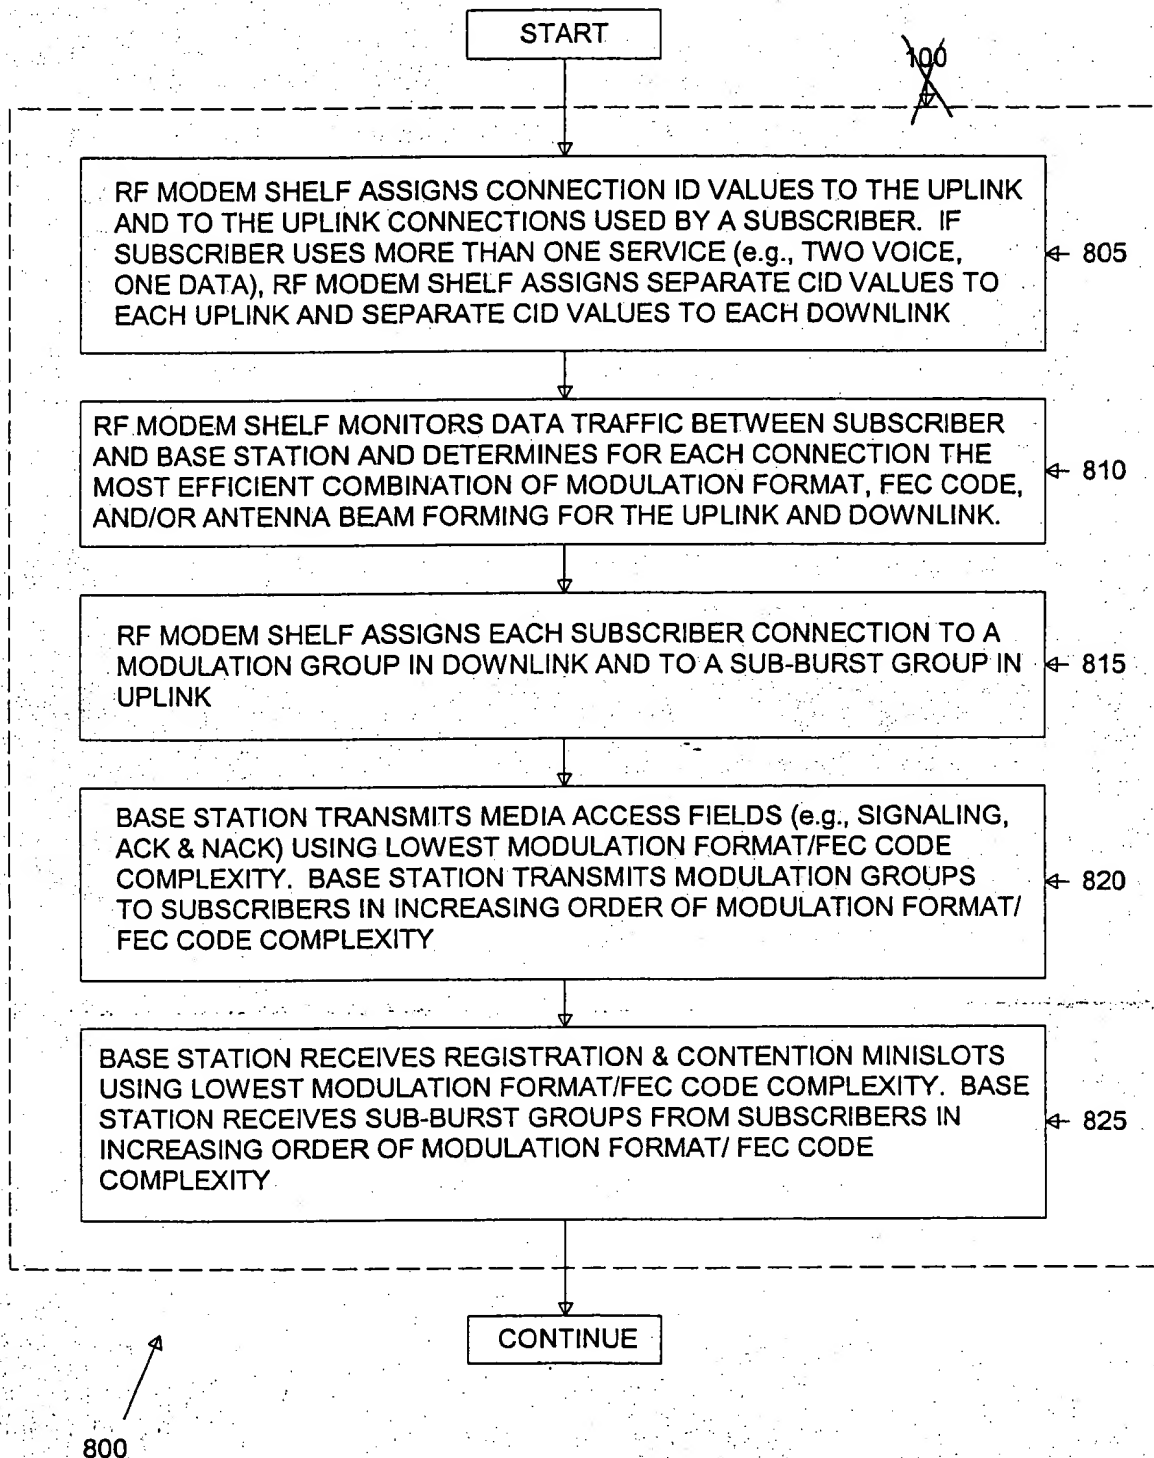 START
100
RF MODEM SHELF ASSIGNS CONNECTION ID VALUES TO THE UPLINK
AND TO THE UPLINK CONNECTIONS USED BY A SUBSCRIBER. IF
SUBSCRIBER USES MORE THAN ONE SERVICE (e.g., TWO VOICE,
ONE DATA), RF MODEM SHELF ASSIGNS SEPARATE CID VALUES TO
EACH UPLINK AND SEPARATE CID VALUES TO EACH DOWNLINK
805
RF MODEM SHELF MONITORS DATA TRAFFIC BETWEEN SUBSCRIBER
AND BASE STATION AND DETERMINES FOR EACH CONNECTION THE
MOST EFFICIENT COMBINATION OF MODULATION FORMAT, FEC CODE,
AND/OR ANTENNA BEAM FORMING FOR THE UPLINK AND DOWNLINK.
810
RF MODEM SHELF ASSIGNS EACH SUBSCRIBER CONNECTION TO A
MODULATION GROUP IN DOWNLINK AND TO A SUB-BURST GROUP IN
UPLINK
815
BASE STATION TRANSMITS MEDIA ACCESS FIELDS (e.g., SIGNALING,
ACK & NACK) USING LOWEST MODULATION FORMAT/FEC CODE
COMPLEXITY. BASE STATION TRANSMITS MODULATION GROUPS
TO SUBSCRIBERS IN INCREASING ORDER OF MODULATION FORMAT/
FEC CODE COMPLEXITY
820
BASE STATION RECEIVES REGISTRATION & CONTENTION MINISLOTS
USING LOWEST MODULATION FORMAT/FEC CODE COMPLEXITY. BASE
STATION RECEIVES SUB-BURST GROUPS FROM SUBSCRIBERS IN
INCREASING ORDER OF MODULATION FORMAT/ FEC CODE
COMPLEXITY
825
CONTINUE
800